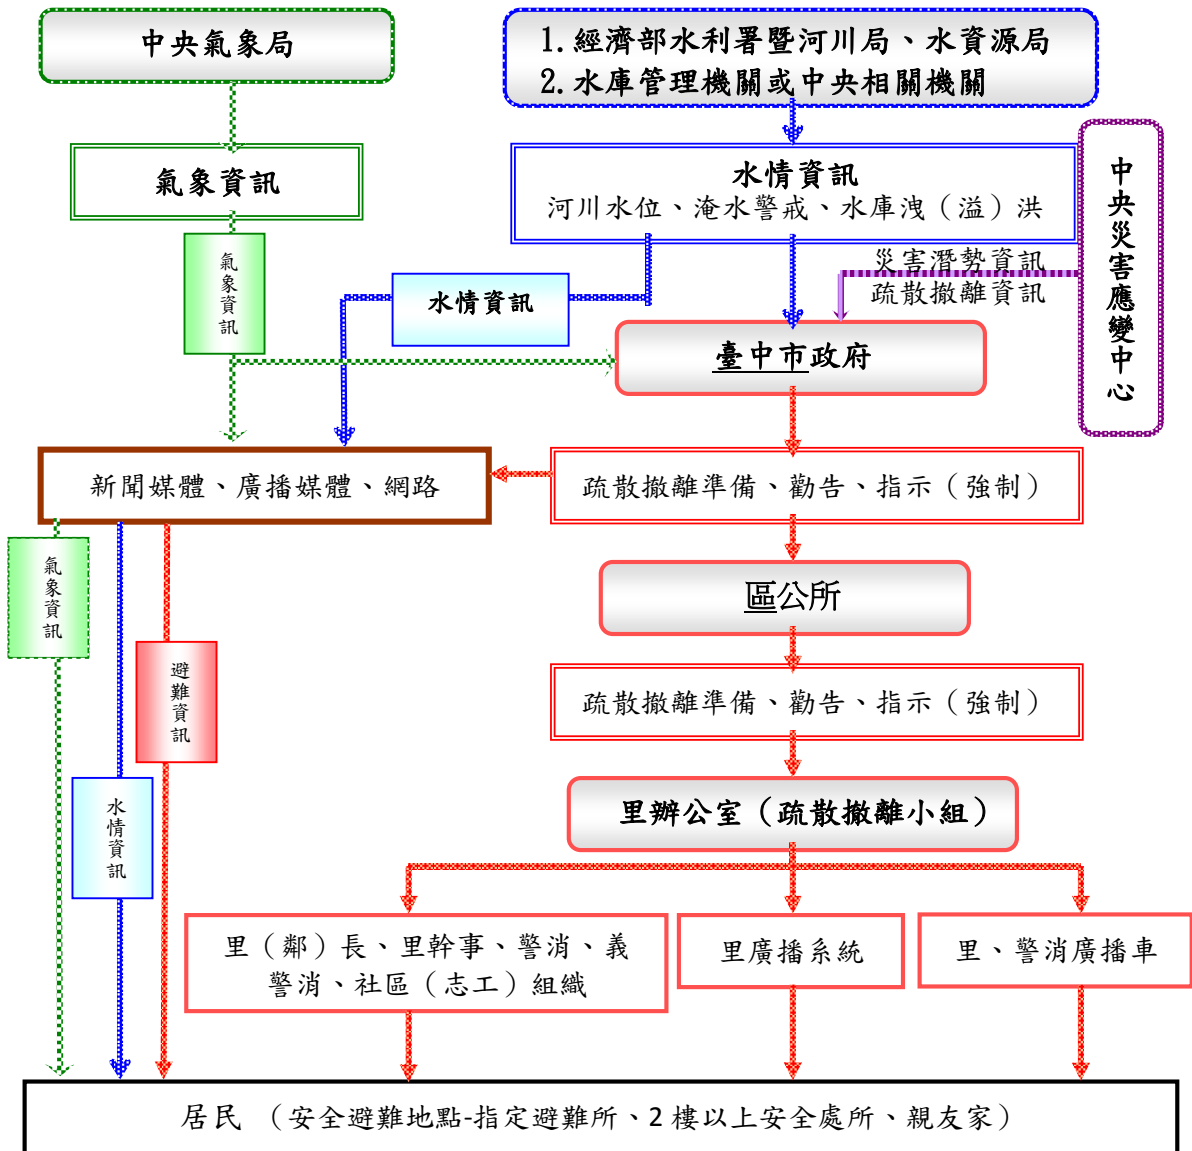 中央氣象局
1.經濟部水利署暨河川局、水資源局
2.水庫管理機關或中央相關機關
氣象資訊
水情資訊
河川水位、淹水警戒、水庫洩（溢）洪
中央災害應變中心
氣象資訊
水情資訊
災害潛勢資訊
疏散撤離資訊
臺中市政府
新聞媒體、廣播媒體、網路
疏散撤離準備、勸告、指示（強制）
氣象資訊
區公所
避難資訊
疏散撤離準備、勸告、指示（強制）
水情資訊
里辦公室（疏散撤離小組）
里（鄰）長、里幹事、警消、義
警消、社區（志工）組織
里廣播系統
里、警消廣播車
居民 （安全避難地點-指定避難所、2 樓以上安全處所、親友家）